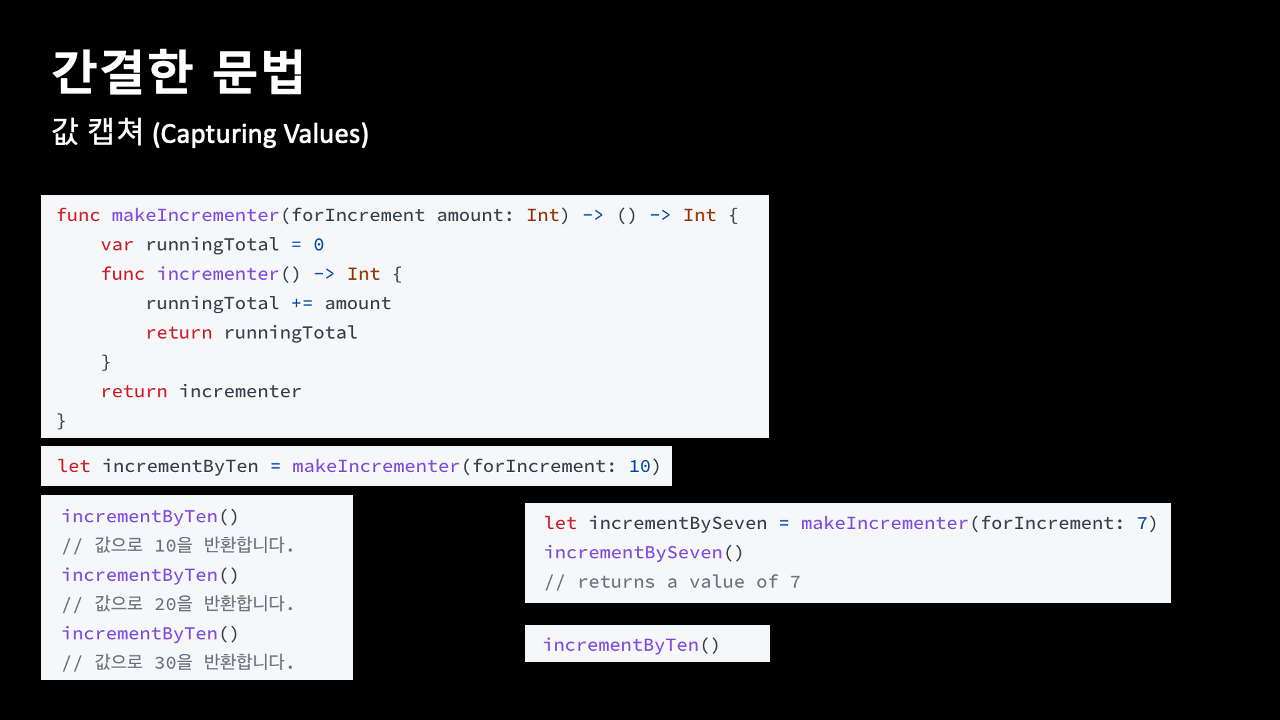 간결한 문법
값 캡쳐 (Capturing Values)
func makeIncrementer(forIncrement amount: Int) -> () -> Int {
    var runningTotal = 0
    func incrementer() -> Int {
        runningTotal += amount
        return runningTotal
    }
    return incrementer
}
let incrementByTen = makeIncrementer(forIncrement: 10)
incrementByTen()
// 값으로 10을 반환합니다.
incrementByTen()
// 값으로 20을 반환합니다.
incrementByTen()
// 값으로 30을 반환합니다.
let incrementBySeven = makeIncrementer(forIncrement: 7)
incrementBySeven()
// returns a value of 7
incrementByTen()